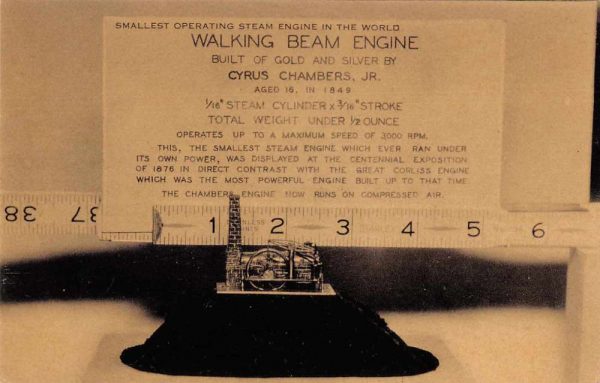 SMALLEST OPERATING STEAM ENGINE IN THE WORLD
WALKING BEAM ENGINE
BUILT OF GOLD AND SILVER BY
CYRUS CHAMBERS, JR.
AGED 16, IN 1849
1/16" STEAM CYLINDER x 3/16" STROKE
TOTAL WEIGHT UNDER 1/2 OUNCE
OPERATES UP TO A MAXIMUM SPEED OF 3,000 RPM.
THIS, THE SMALLEST STEAM ENGINE WHICH EVER RAN UNDER
ITS OWN POWER, WAS DISPLAYED AT THE CENTENNIAL EXPOSITION
OF 1876 IN DIRECT CONTRAST WITH THE GREAT CORLISS ENGINE
WHICH WAS THE MOST POWERFUL ENGINE BUILT UP TO THAT TIME
THE CHAMBERS ENGINE NOW RUNS ON COMPRESSED AIR.
38 37
1 2 3 4 5 6